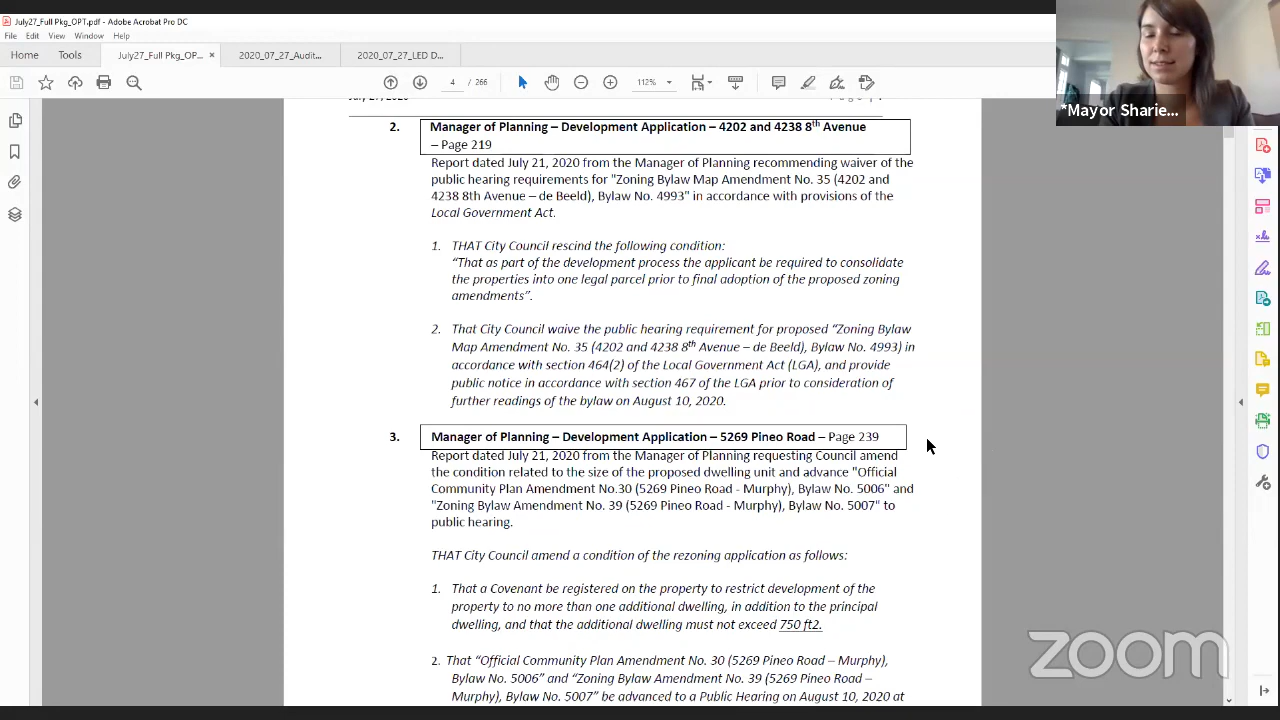 July27_Full Pkg_OPT.pdf - Adobe Acrobat Pro DC
File Edit View Window Help
Home Tools July27_Full Pkg_OP... × 2020_07_27_Audit... 2020_07_27_LED D...
4 / 266 112%
*Mayor Sharie...
July 27, 2020
2. Manager of Planning – Development Application – 4202 and 4238 8th Avenue
– Page 219
Report dated July 21, 2020 from the Manager of Planning recommending waiver of the
public hearing requirements for "Zoning Bylaw Map Amendment No. 35 (4202 and
4238 8th Avenue – de Beeld), Bylaw No. 4993" in accordance with provisions of the
Local Government Act.
1. THAT City Council rescind the following condition:
“That as part of the development process the applicant be required to consolidate
the properties into one legal parcel prior to final adoption of the proposed zoning
amendments”.
2. That City Council waive the public hearing requirement for proposed “Zoning Bylaw
Map Amendment No. 35 (4202 and 4238 8th Avenue – de Beeld), Bylaw No. 4993) in
accordance with section 464(2) of the Local Government Act (LGA), and provide
public notice in accordance with section 467 of the LGA prior to consideration of
further readings of the bylaw on August 10, 2020.
3. Manager of Planning – Development Application – 5269 Pineo Road – Page 239
Report dated July 21, 2020 from the Manager of Planning requesting Council amend
the condition related to the size of the proposed dwelling unit and advance "Official
Community Plan Amendment No.30 (5269 Pineo Road - Murphy), Bylaw No. 5006" and
"Zoning Bylaw Amendment No. 39 (5269 Pineo Road - Murphy), Bylaw No. 5007" to
public hearing.
THAT City Council amend a condition of the rezoning application as follows:
1. That a Covenant be registered on the property to restrict development of the
property to no more than one additional dwelling, in addition to the principal
dwelling, and that the additional dwelling must not exceed 750 ft2.
2. That “Official Community Plan Amendment No. 30 (5269 Pineo Road – Murphy),
Bylaw No. 5006” and “Zoning Bylaw Amendment No. 39 (5269 Pineo Road –
Murphy), Bylaw No. 5007” be advanced to a Public Hearing on August 10, 2020 at
zoom